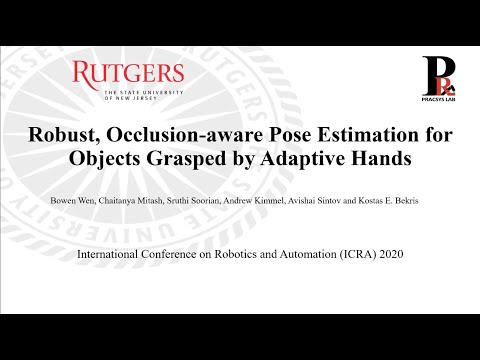 RUTGERS
THE STATE UNIVERSITY
OF NEW JERSEY
PRACSYS LAB
Robust, Occlusion-aware Pose Estimation for
Objects Grasped by Adaptive Hands
Bowen Wen, Chaitanya Mitash, Sruthi Soorian, Andrew Kimmel, Avishai Sintov and Kostas E. Bekris
International Conference on Robotics and Automation (ICRA) 2020